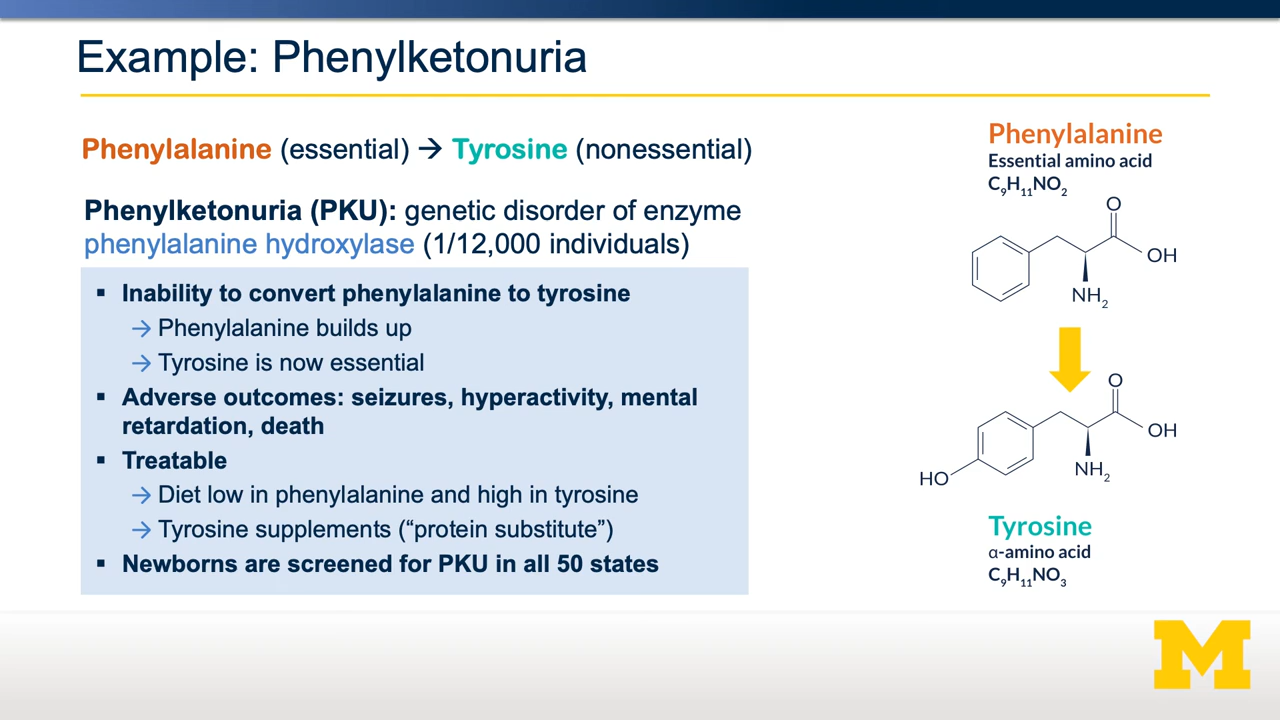 Example: Phenylketonuria
Phenylalanine (essential) → Tyrosine (nonessential)
Phenylketonuria (PKU): genetic disorder of enzyme
phenylalanine hydroxylase (1/12,000 individuals)
▪ Inability to convert phenylalanine to tyrosine
→ Phenylalanine builds up
→ Tyrosine is now essential
▪ Adverse outcomes: seizures, hyperactivity, mental
retardation, death
▪ Treatable
→ Diet low in phenylalanine and high in tyrosine
→ Tyrosine supplements (“protein substitute”)
▪ Newborns are screened for PKU in all 50 states
Phenylalanine
Essential amino acid
C₉H₁₁NO₂
O
OH
NH₂
O
OH
NH₂
HO
Tyrosine
α-amino acid
C₉H₁₁NO₃
M